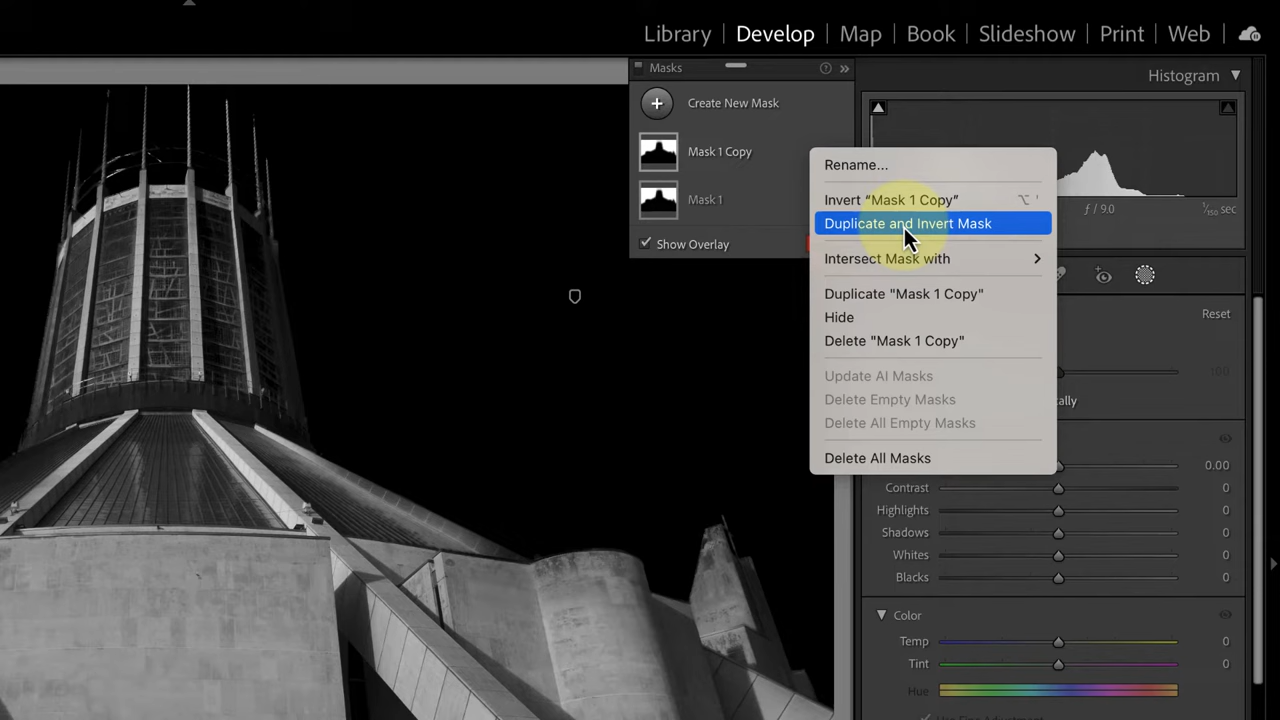 Library | Develop | Map | Book | Slideshow | Print | Web
Masks
Create New Mask
Mask 1 Copy
Mask 1
Show Overlay
Rename...
Invert "Mask 1 Copy" ⌥ '
Duplicate and Invert Mask
Intersect Mask with
Duplicate "Mask 1 Copy"
Hide
Delete "Mask 1 Copy"
Update AI Masks
Delete Empty Masks
Delete All Empty Masks
Delete All Masks
Histogram
ƒ / 9.0
1/150 sec
Reset
100
0.00
Contrast 0
Highlights 0
Shadows 0
Whites 0
Blacks 0
Color
Temp 0
Tint 0
Hue